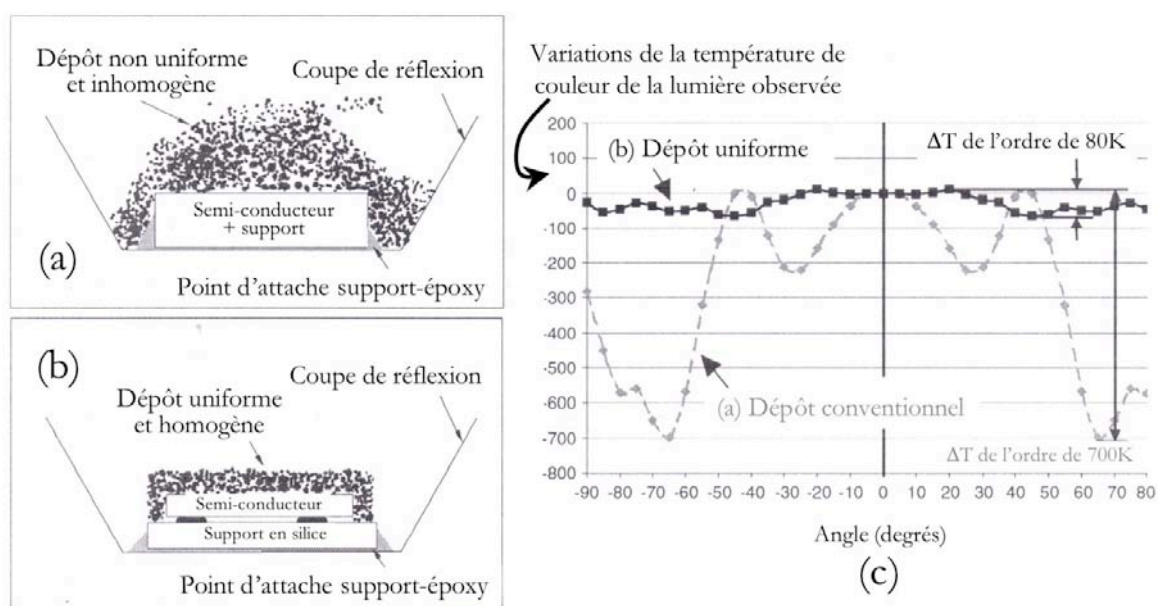 Dépôt non uniforme
et inhomogène
Coupe de réflexion
Semi-conducteur
+ support
(a)
Point d'attache support-époxy
(b)
Coupe de réflexion
Dépôt uniforme
et homogène
Semi-conducteur
Support en silice
Point d'attache support-époxy
Variations de la température de
couleur de la lumière observée
200
100
0
-100
-200
-300
-400
-500
-600
-700
-800
(b) Dépôt uniforme
ΔT de l'ordre de 80K
(a) Dépôt conventionnel
ΔT de l'ordre de 700K
-90 -80 -70 -60 -50 -40 -30 -20 -10 0 10 20 30 40 50 60 70 80
Angle (degrés)
(c)